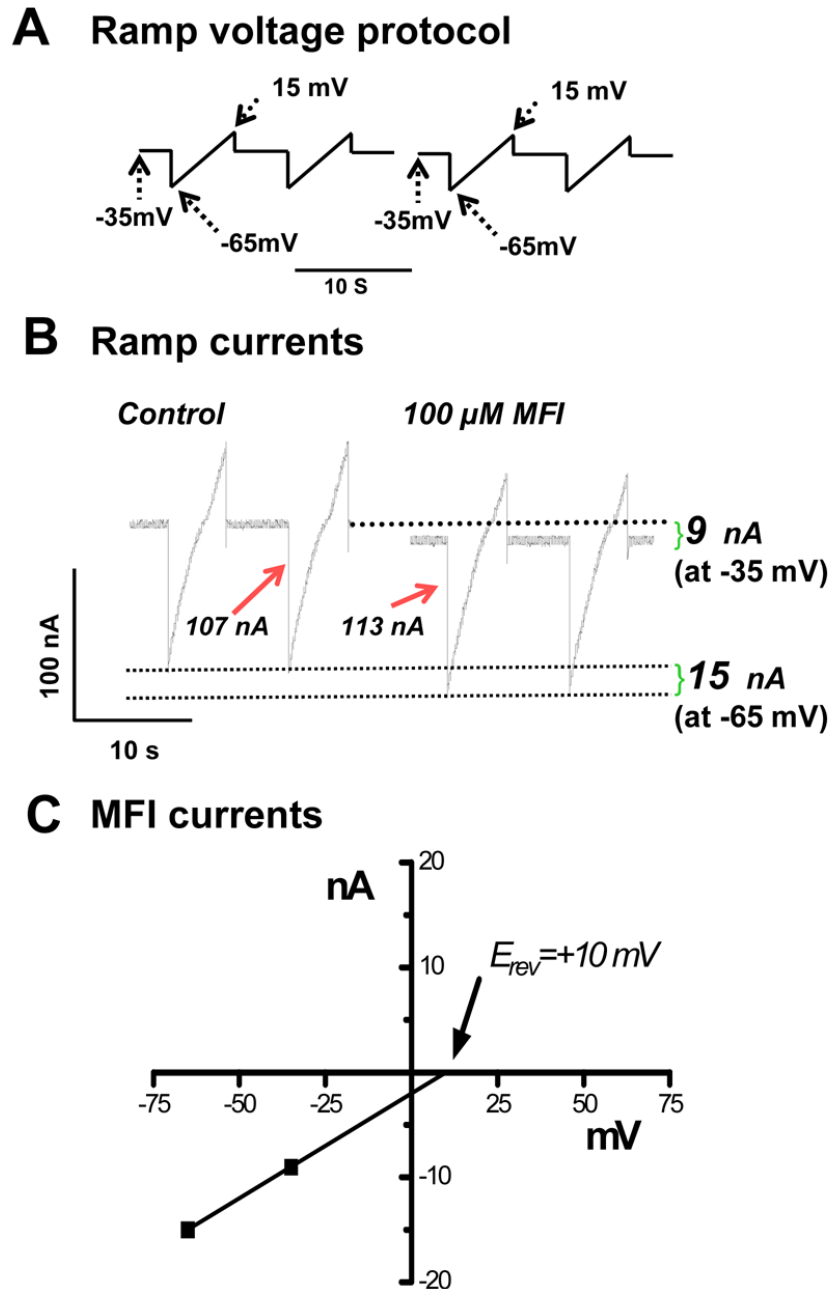 A Ramp voltage protocol
15 mV 15 mV
-35mV -35mV
-65mV -65mV
10 S
B Ramp currents
Control 100 µM MFI
9 nA
(at -35 mV)
107 nA 113 nA
100 nA
15 nA
(at -65 mV)
10 s
C MFI currents
20
nA
Erev=+10 mV
10
-75 -50 -25 25 50 75
mV
-10
-20